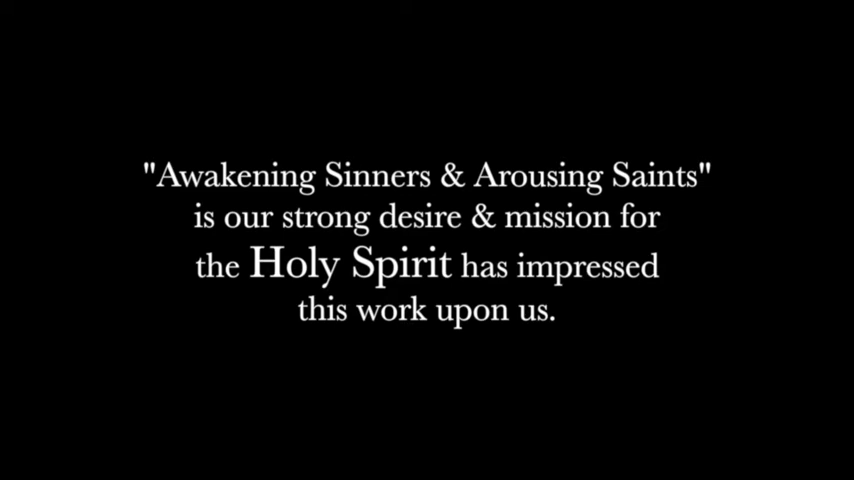 "Awakening Sinners & Arousing Saints"
is our strong desire & mission for
the Holy Spirit has impressed
this work upon us.